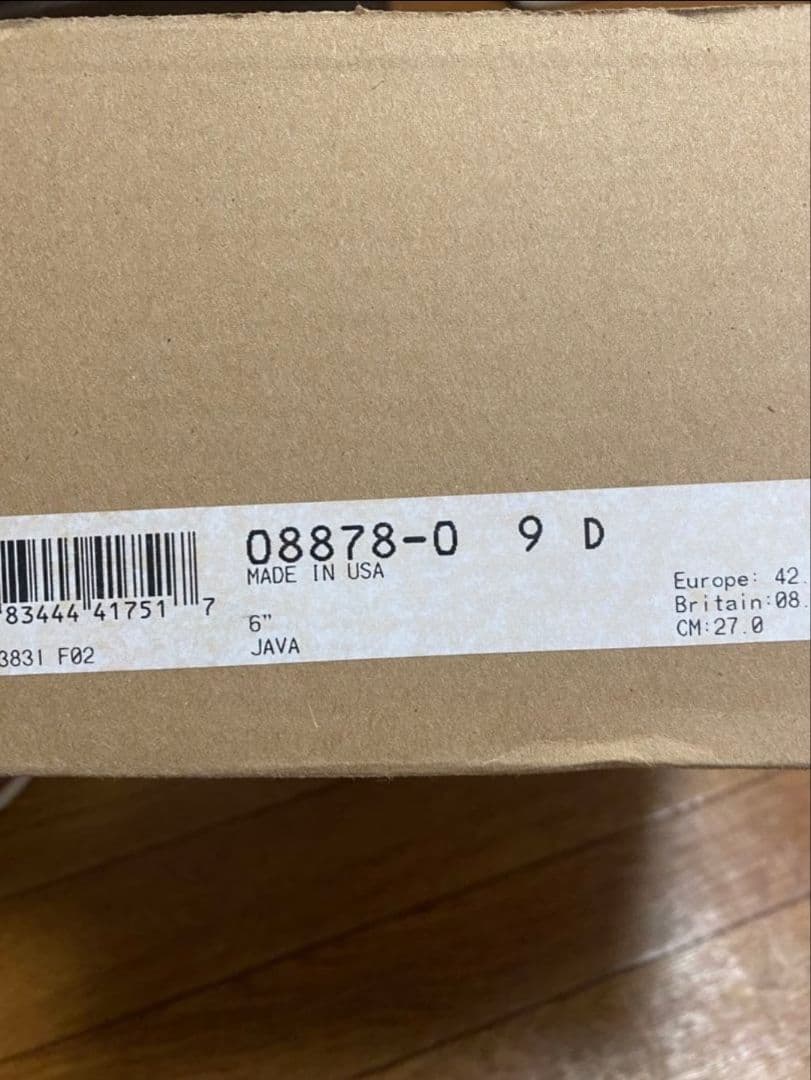 08878-0 9 D
MADE IN USA
83444 41751 7
6"
JAVA
3831 F02
Europe: 42.
Britain:08.
CM:27.0